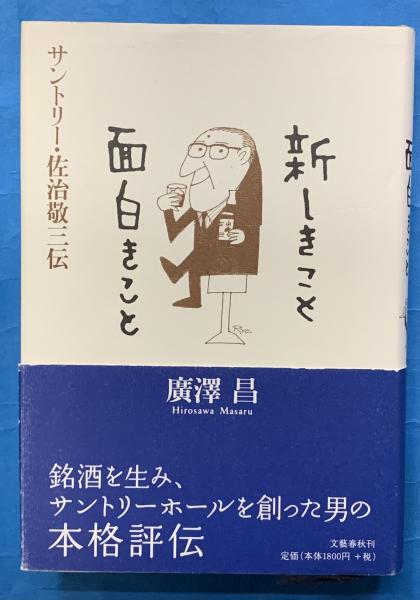 新しきこと
面白きこと
サントリー・佐治敬三伝
Ryo.
廣澤 昌
Hirosawa Masaru
銘酒を生み、
サントリーホールを創った男の
本格評伝
文藝春秋刊
定価（本体1800円＋税）